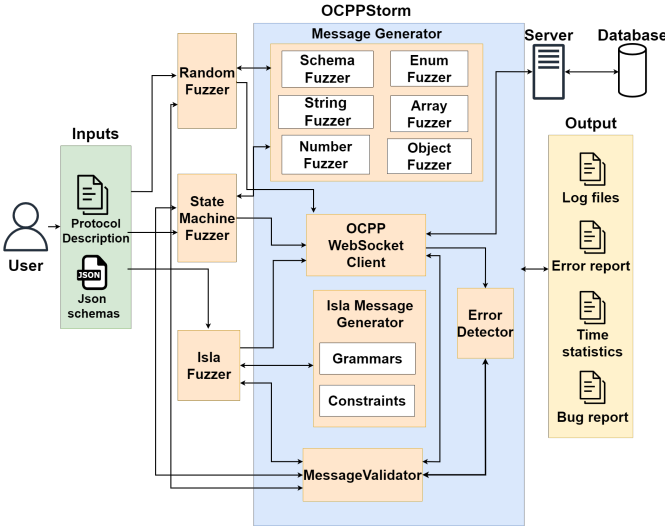 OCPPStorm
Message Generator
Server
Database
Random
Fuzzer
Schema
Fuzzer
Enum
Fuzzer
String
Fuzzer
Array
Fuzzer
Number
Fuzzer
Object
Fuzzer
Inputs
Protocol
Description
JSON
Json
schemas
User
State
Machine
Fuzzer
OCPP
WebSocket
Client
Isla Message
Generator
Grammars
Constraints
Error
Detector
Isla
Fuzzer
MessageValidator
Output
Log files
Error report
Time
statistics
Bug report